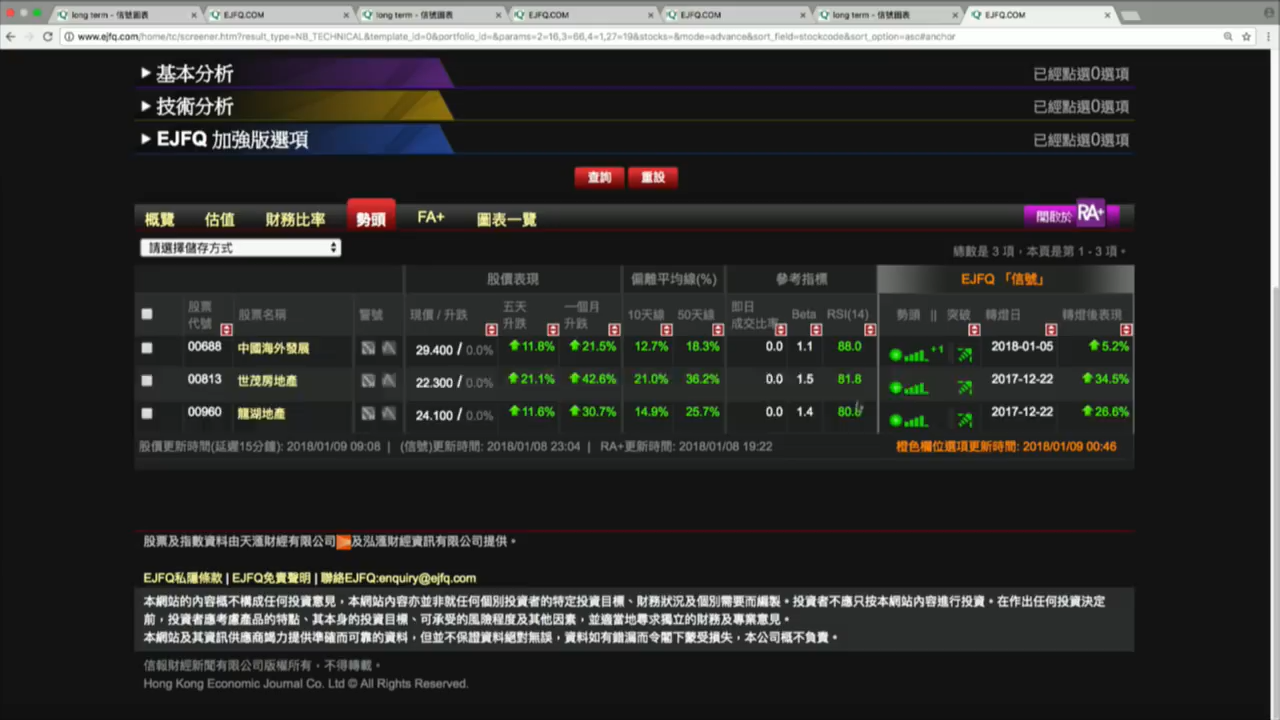 long term - 信號圖表 × EJFQ.COM × long term - 信號圖表 × EJFQ.COM × EJFQ.COM × long term - 信號圖表 × EJFQ.COM ×
www.ejfq.com/home/tc/screener.htm?result_type=NB_TECHNICAL&template_id=0&portfolio_id=&params=2=16,3=66,4=1,27=19&stocks=&mode=advance&sort_field=stockcode&sort_option=asc#anchor
基本分析 已經點選0選項
技術分析 已經點選0選項
EJFQ 加強版選項 已經點選0選項
查詢 重設
概覽 估值 財務比率 勢頭 FA+ 圖表一覽 開啟於 RA+
請選擇儲存方式 總數是 3 項,本頁是第 1 - 3 項。
股價表現 偏離平均線(%) 參考指標 EJFQ「信號」
股票代號 股票名稱 警號 現價 / 升跌 五天升跌 一個月升跌 10天線 50天線 即日成交比率 Beta RSI(14) 勢頭 || 突破 轉燈日 轉燈後表現
00688 中國海外發展 29.400 / 0.0% 11.8% 21.5% 12.7% 18.3% 0.0 1.1 88.0 +1 2018-01-05 5.2%
00813 世茂房地產 22.300 / 0.0% 21.1% 42.6% 21.0% 36.2% 0.0 1.5 81.8 2017-12-22 34.5%
00960 龍湖地產 24.100 / 0.0% 11.6% 30.7% 14.9% 25.7% 0.0 1.4 2017-12-22 26.6%
股價更新時間(延遲15分鐘): 2018/01/09 09:08 | (信號)更新時間: 2018/01/08 23:04 | RA+更新時間: 2018/01/08 19:22 橙色欄位選項更新時間: 2018/01/09 00:46
股票及指數資料由天滙財經有限公司及泓滙財經資訊有限公司提供。
EJFQ私隱條款 | EJFQ免責聲明 | 聯絡EJFQ:enquiry@ejfq.com
本網站的內容概不構成任何投資意見,本網站內容亦並非就任何個別投資者的特定投資目標、財務狀況及個別需要而編製。投資者不應只按本網站內容進行投資。在作出任何投資決定
前,投資者應考慮產品的特點、其本身的投資目標、可承受的風險程度及其他因素,並適當地尋求獨立的財務及專業意見。
本網站及其資訊供應商竭力提供準確而可靠的資料,但並不保證資料絕對無誤,資料如有錯漏而令閣下蒙受損失,本公司概不負責。
信報財經新聞有限公司版權所有,不得轉載。
Hong Kong Economic Journal Co. Ltd © All Rights Reserved.